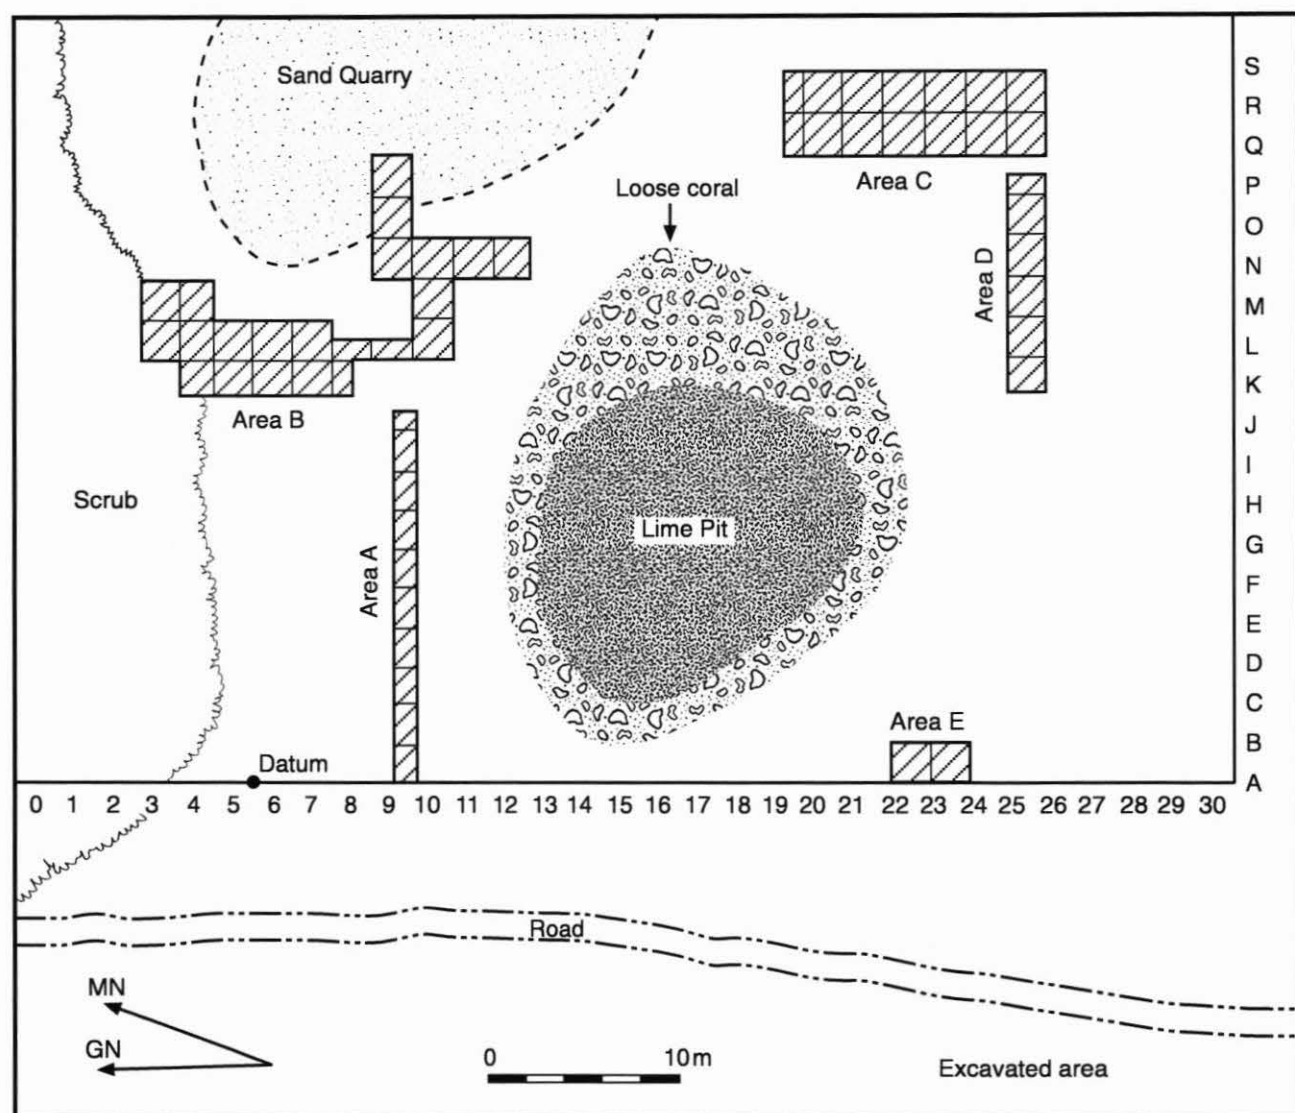 Sand Quarry
S
R
Q
Area C
P
Loose coral
O
N
Area D
M
L
K
Area B
J
I
Scrub
H
Lime Pit
G
Area A
F
E
D
C
Area E
B
Datum
A
0 1 2 3 4 5 6 7 8 9 10 11 12 13 14 15 16 17 18 19 20 21 22 23 24 25 26 27 28 29 30
Road
MN
GN
0 10 m
Excavated area